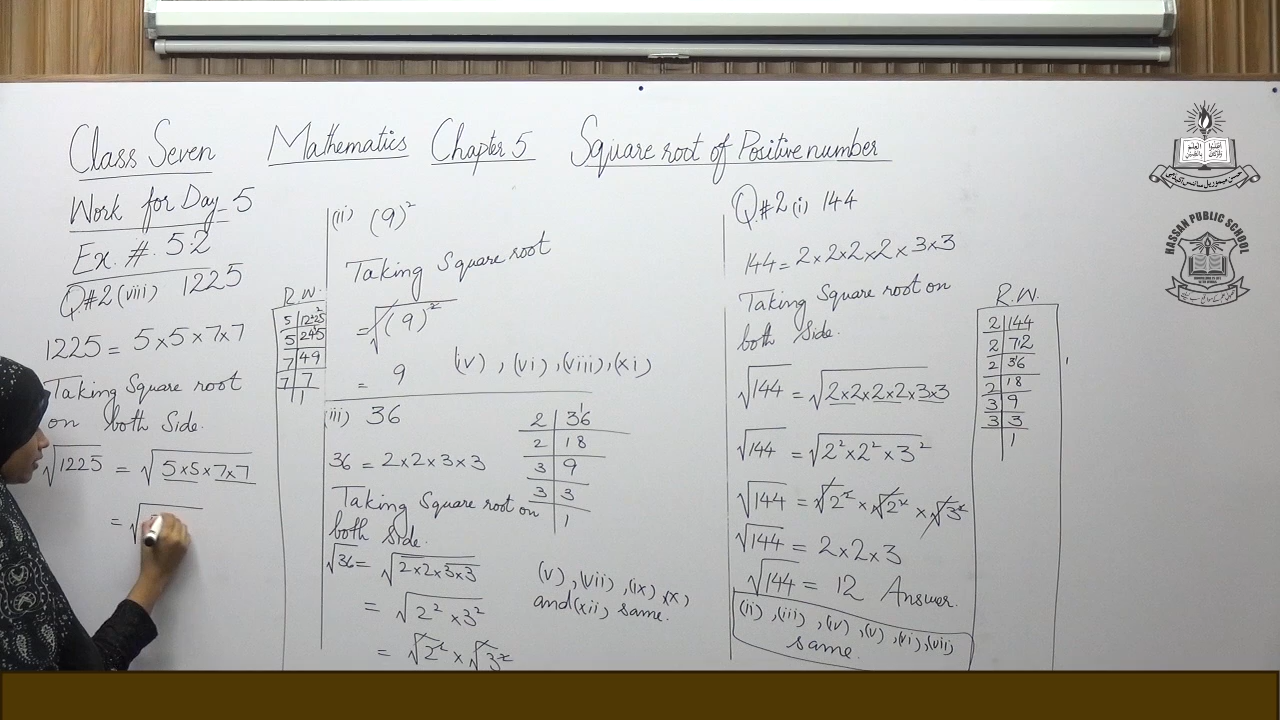 Class Seven Mathematics Chapter 5 Square root of Positive number
Work for Day_5
Ex. #. 5.2
Q#2 (viii) 1225
1225 = 5×5×7×7
Taking Square root
on both Side.
√1225 = √5×5×7×7
= √
R.W.
5 | 1225
5 | 245
7 | 49
7 | 7
1
(ii) (9)²
Taking Square root
= √(9)²
= 9
(iv) , (vi) , (viii) , (xi)
(iii) 36
36 = 2×2×3×3
Taking Square root on
both Side.
√36 = √2×2×3×3
= √2² × 3²
= √2² × √3²
2 | 36
2 | 18
3 | 9
3 | 3
1
(v) , (vii) , (ix) , (x) ,
and (xii) same.
Q#2 (i) 144
144 = 2×2×2×2×3×3
Taking Square root on
both Side.
√144 = √2×2×2×2×3×3
√144 = √2²×2²×3²
√144 = √2² × √2² × √3²
√144 = 2×2×3
√144 = 12 Answer.
(ii) , (iii) , (iv) , (v) , (vi) , (vii)
same.
R.W.
2 | 144
2 | 72
2 | 36
2 | 18
3 | 9
3 | 3
1
HASSAN PUBLIC SCHOOL